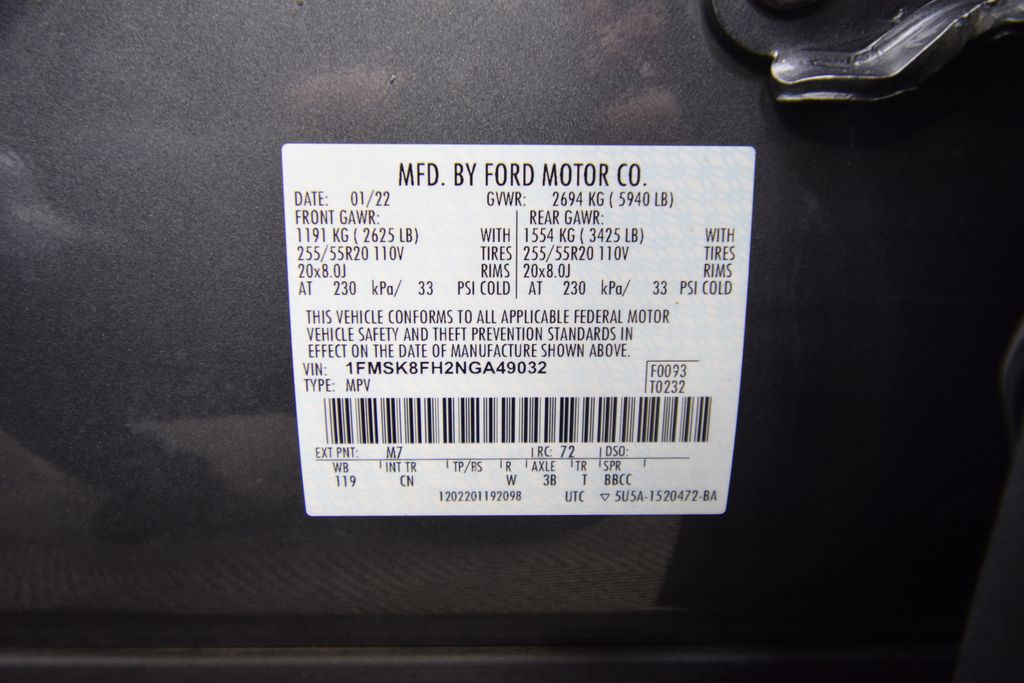 MFD. BY FORD MOTOR CO.
DATE: 01/22 GVWR: 2694 KG ( 5940 LB)
FRONT GAWR: REAR GAWR:
1191 KG ( 2625 LB) WITH 1554 KG ( 3425 LB) WITH
255/55R20 110V TIRES 255/55R20 110V TIRES
20x8.0J RIMS 20x8.0J RIMS
AT 230 kPa/ 33 PSI COLD AT 230 kPa/ 33 PSI COLD
THIS VEHICLE CONFORMS TO ALL APPLICABLE FEDERAL MOTOR
VEHICLE SAFETY AND THEFT PREVENTION STANDARDS IN
EFFECT ON THE DATE OF MANUFACTURE SHOWN ABOVE.
VIN: 1FMSK8FH2NGA49032 F0093
TYPE: MPV T0232
EXT PNT: M7 RC: 72 DSO:
WB INT TR TP/PS R AXLE TR SPR
119 CN W 3B T BBCC
1202201192098 UTC ▽ 5U5A-1520472-BA